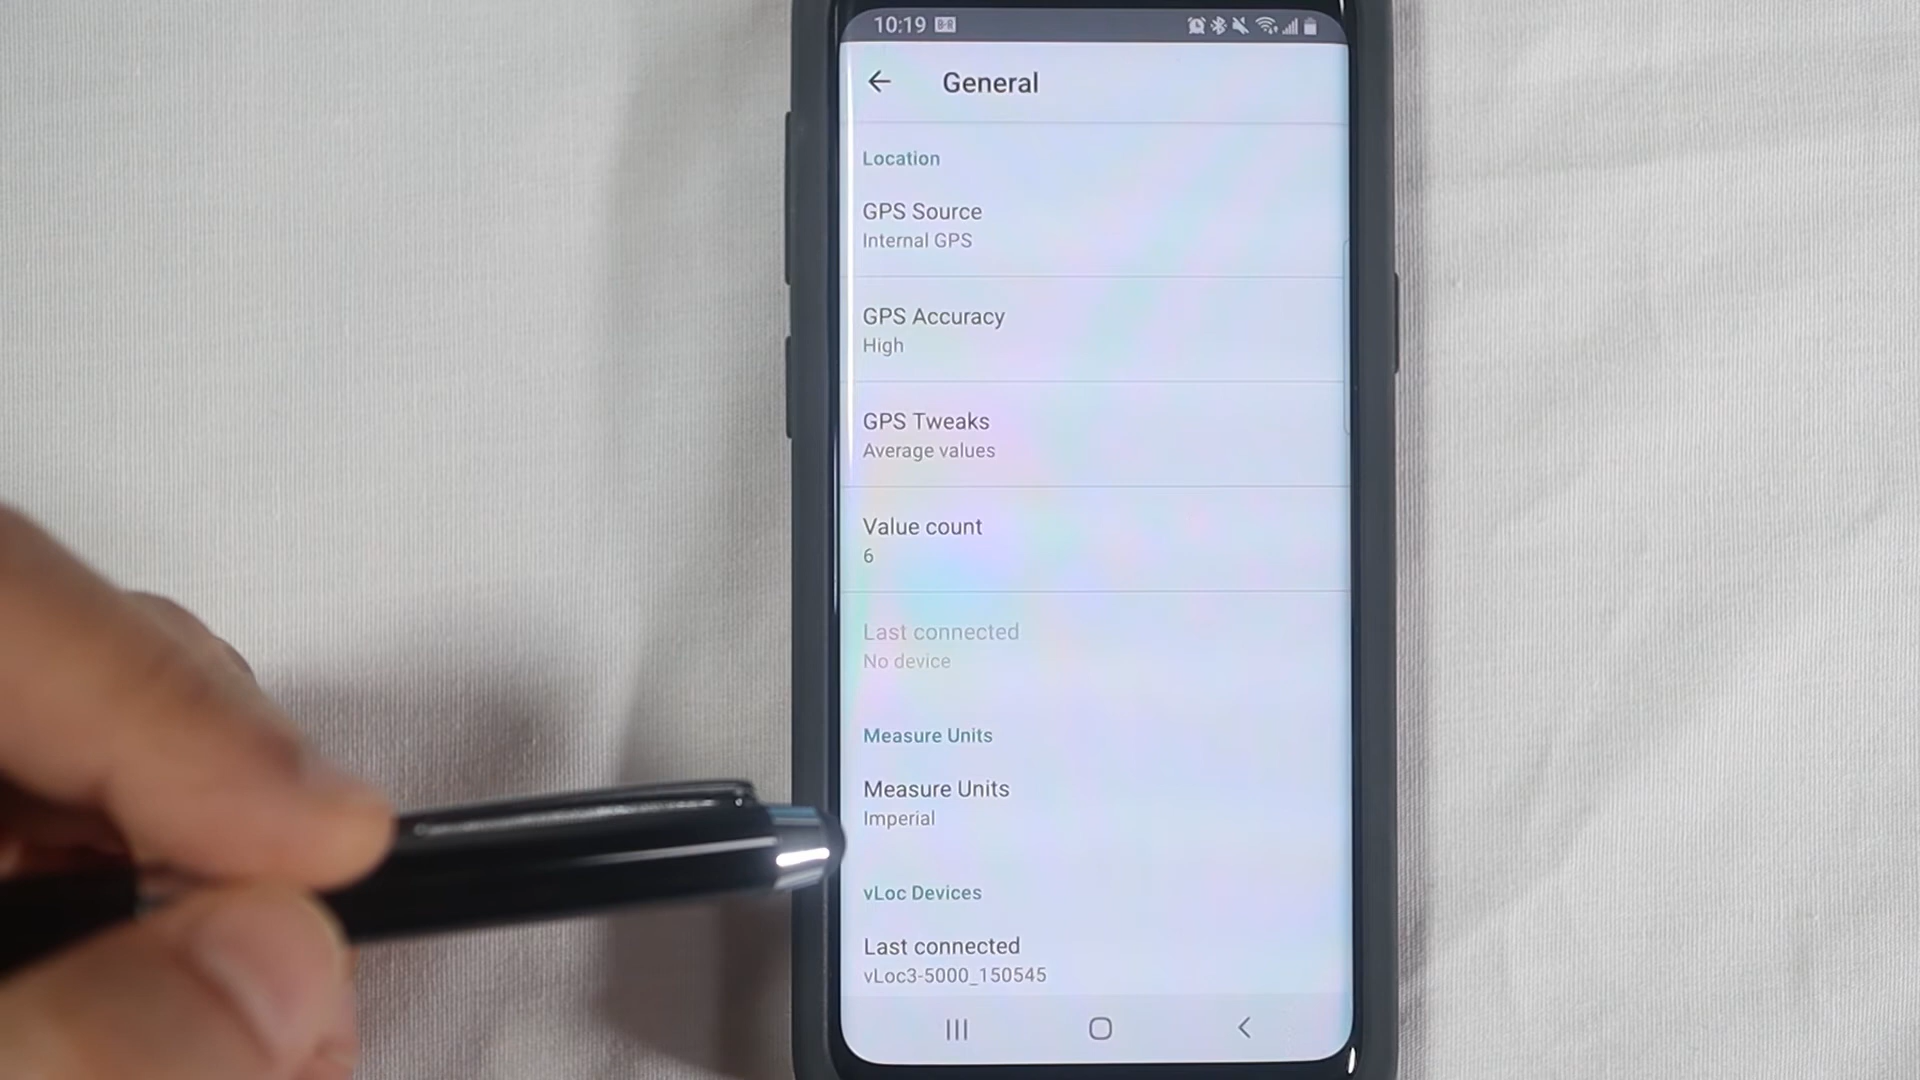 10:19
General
Location
GPS Source
Internal GPS
GPS Accuracy
High
GPS Tweaks
Average values
Value count
6
Last connected
No device
Measure Units
Measure Units
Imperial
vLoc Devices
Last connected
vLoc3-5000_150545